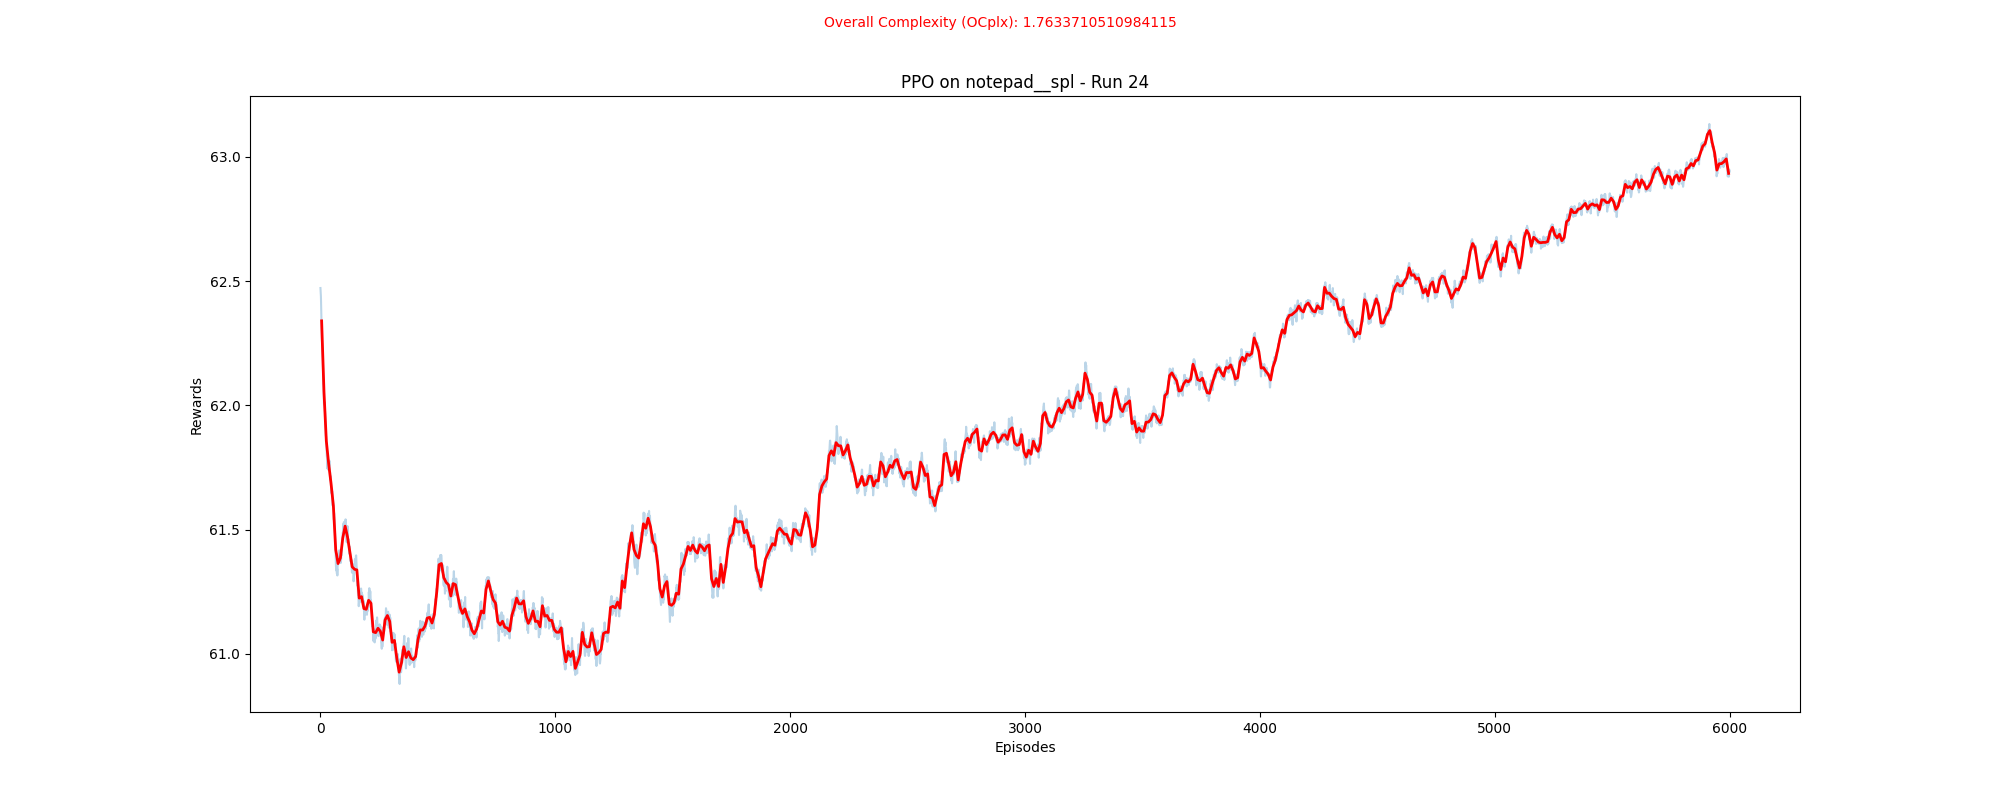 Overall Complexity (OCplx): 1.7633710510984115
PPO on notepad__spl - Run 24
63.0
62.5
62.0
61.5
61.0
Rewards
0 1000 2000 3000 4000 5000 6000
Episodes